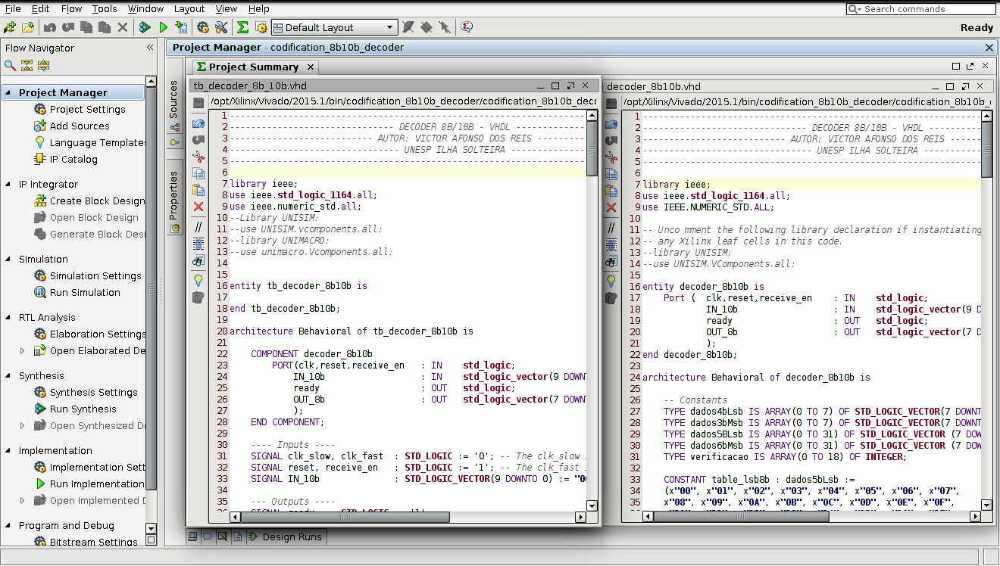 File Edit Flow Tools Window Layout View Help
Search commands
Default Layout
Ready
Flow Navigator
Project Manager
Project Settings
Add Sources
Language Templates
IP Catalog
IP Integrator
Create Block Design
Open Block Design
Generate Block Desi
Simulation
Simulation Settings
Run Simulation
RTL Analysis
Elaboration Settings
Open Elaborated De
Synthesis
Synthesis Settings
Run Synthesis
Open Synthesized D
Implementation
Implementation Sett
Run Implementation
Open Implemented D
Program and Debug
Bitstream Settings
Project Manager - codification_8b10b_decoder
Sources
Properties
Project Summary
tb_decoder_8b_10b.vhd
/opt/Xilinx/Vivado/2015.1/bin/codification_8b10b_decoder/codification_8b10b_deco
1 ------------------------------------------------------------------
2 ------------------------------- DECODER 8B/10B - VHDL -------------
3 --------------------------- AUTOR: VICTOR AFONSO DOS REIS ---------
4 -------------------------------- UNESP ILHA SOLTEIRA --------------
5 ------------------------------------------------------------------
6
7 library ieee;
8 use ieee.std_logic_1164.all;
9 use ieee.numeric_std.all;
10 --Library UNISIM;
11 --use UNISIM.vcomponents.all;
12 --library UNIMACRO;
13 --use unimacro.Vcomponents.all;
14
15
16 entity tb_decoder_8b10b is
17
18 end tb_decoder_8b10b;
19
20 architecture Behavioral of tb_decoder_8b10b is
21
22 COMPONENT decoder_8b10b
23 PORT(clk,reset,receive_en : IN std_logic;
24 IN_10b : IN std_logic_vector(9 DOWNT
25 ready : OUT std_logic;
26 OUT_8b : OUT std_logic_vector(7 DOWN
27 );
28 END COMPONENT;
29
30 ---- Inputs ----
31 SIGNAL clk_slow, clk_fast : STD_LOGIC := '0'; -- The clk_slow
32 SIGNAL reset, receive_en : STD_LOGIC := '1'; -- The clk_fast
33 SIGNAL IN_10b : STD_LOGIC_VECTOR(9 DOWNTO 0) := "00
34
35 --- Outputs ----
decoder_8b10b.vhd
/opt/Xilinx/Vivado/2015.1/bin/codification_8b10b_decoder/codification_8b10b_
1 ------------------------------------------------------------------
2 ------------------------------- DECODER 8B/10B - VHDL -------------
3 --------------------------- AUTOR: VICTOR AFONSO DOS REIS ---------
4 -------------------------------- UNESP ILHA SOLTEIRA --------------
5 ------------------------------------------------------------------
6
7 library ieee;
8 use ieee.std_logic_1164.all;
9 use IEEE.NUMERIC_STD.ALL;
10
11 -- Unco mment the following library declaration if instantiating
12 -- any Xilinx leaf cells in this code.
13 --library UNISIM;
14 --use UNISIM.VComponents.all;
15
16 entity decoder_8b10b is
17 Port ( clk,reset,receive_en : IN std_logic;
18 IN_10b : IN std_logic_vector(9 D
19 ready : OUT std_logic;
20 OUT_8b : OUT std_logic_vector(7 D
21 );
22 end decoder_8b10b;
23
24 architecture Behavioral of decoder_8b10b is
25
26 -- Constants
27 TYPE dados4bLsb IS ARRAY(0 TO 7) OF STD_LOGIC_VECTOR(7 DOWNT
28 TYPE dados3bMsb IS ARRAY(0 TO 7) OF STD_LOGIC_VECTOR(7 DOWNT
29 TYPE dados5BLsb IS ARRAY(0 TO 31) OF STD_LOGIC_VECTOR (7 DOW
30 TYPE dados6bMsb IS ARRAY(0 TO 31) OF STD_LOGIC_VECTOR (7 DOW
31 TYPE verificacao IS ARRAY(0 TO 18) OF INTEGER;
32
33 CONSTANT table_lsb8b : dados5bLsb :=
34 (x"00", x"01", x"02", x"03", x"04", x"05", x"06", x"07",
35 x"08", x"09", x"0A", x"0B", x"0C", x"0D", x"0E", x"0F",
Design Runs